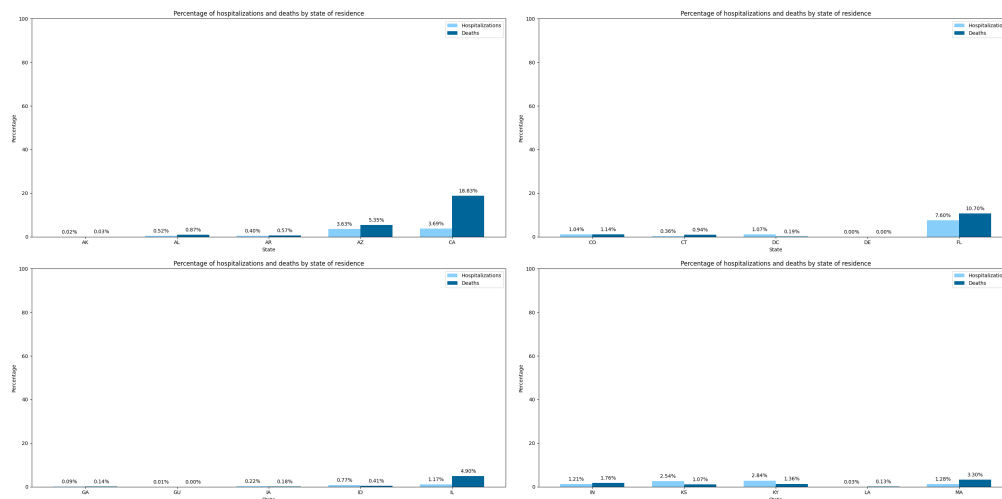 Percentage of hospitalizations and deaths by state of residence
100
80
60
40
20
0
Percentage
Hospitalizations
Deaths
0.02% 0.03% 0.52% 0.87% 0.40% 0.57% 3.63% 5.35% 3.69% 18.83%
AK AL AR AZ CA
State
Percentage of hospitalizations and deaths by state of residence
100
80
60
40
20
0
Percentage
Hospitalizations
Deaths
1.04% 1.14% 0.36% 0.94% 1.07% 0.19% 0.00% 0.00% 7.60% 10.70%
CO CT DC DE FL
State
Percentage of hospitalizations and deaths by state of residence
100
80
60
40
20
0
Percentage
Hospitalizations
Deaths
0.09% 0.14% 0.01% 0.00% 0.22% 0.18% 0.77% 0.41% 1.17% 4.90%
GA GU IA ID IL
State
Percentage of hospitalizations and deaths by state of residence
100
80
60
40
20
0
Percentage
Hospitalizations
Deaths
1.21% 1.76% 2.54% 1.07% 2.84% 1.36% 0.03% 0.13% 1.28% 3.30%
IN KS KY LA MA
State